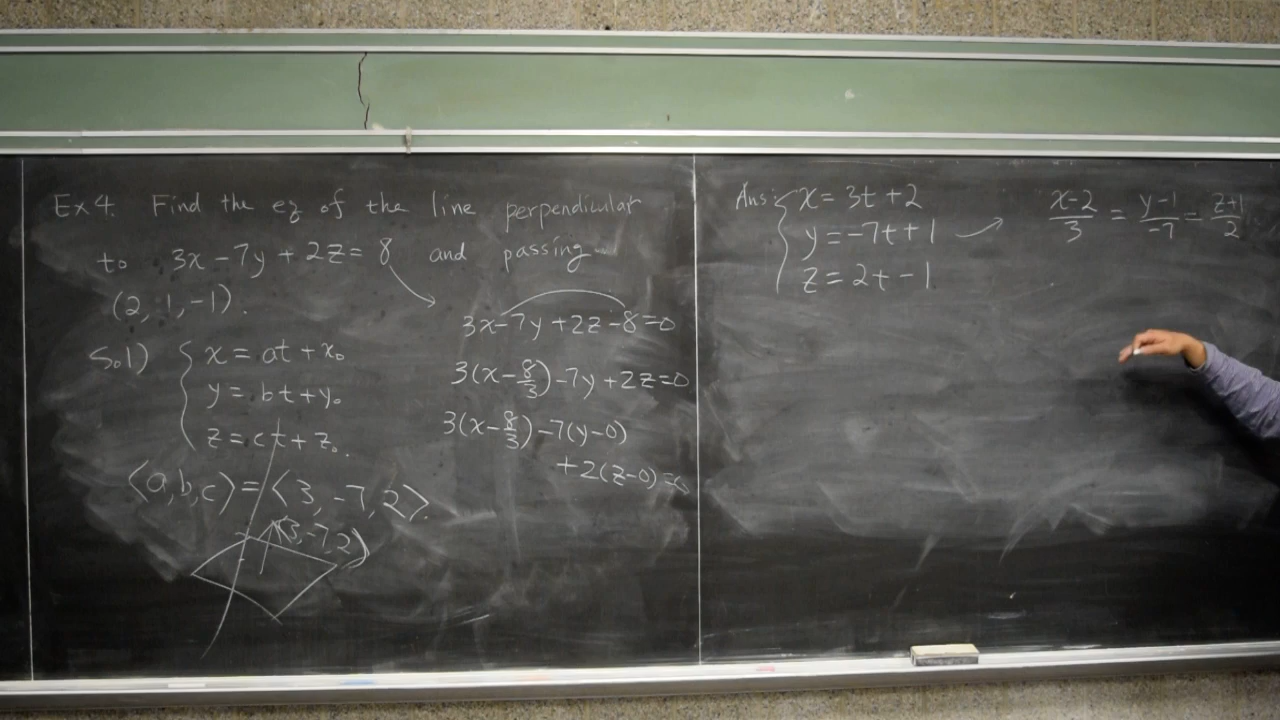 Ex4. Find the eq of the line perpendicular
to 3x-7y+2z=8 and passing
(2,1,-1).
Sol) { x=at+x₀
y=bt+y₀
z=ct+z₀.
⟨a,b,c⟩=⟨3,-7,2⟩.
⟨3,-7,2⟩
3x-7y+2z-8=0
3(x-8/3)-7y+2z=0
3(x-8/3)-7(y-0)
+2(z-0)=0
Ans: { x=3t+2
y=-7t+1
z=2t-1.
(x-2)/3 = (y-1)/-7 = (z+1)/2